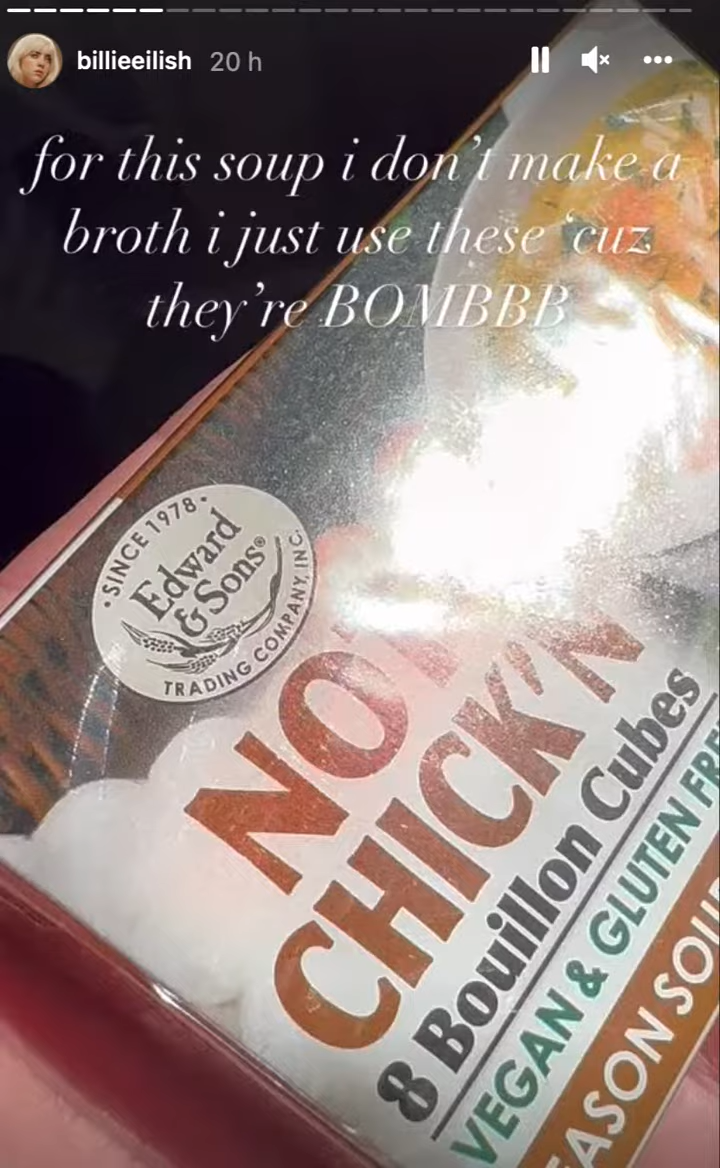 billieeilish 20 h
for this soup i don't make a
broth i just use these 'cuz
they're BOMBBB
• SINCE 1978 •
Edward
& Sons®
TRADING COMPANY, INC.
CHICK'N
8 Bouillon Cubes
VEGAN & GLUTEN